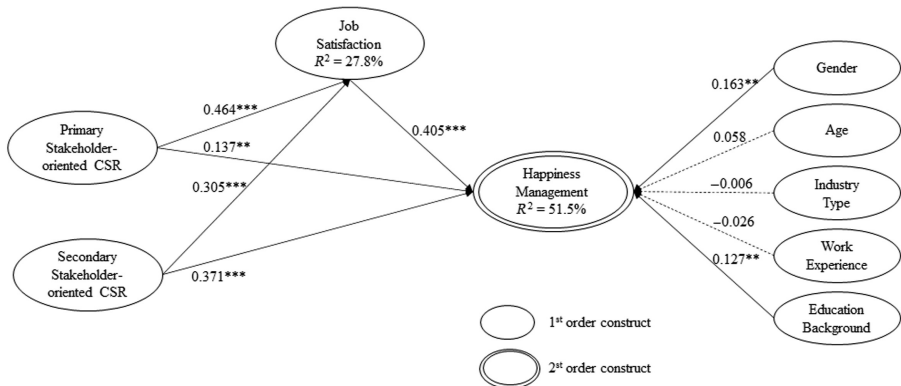 Job
Satisfaction
R² = 27.8%
Primary
Stakeholder-
oriented CSR
Secondary
Stakeholder-
oriented CSR
0.464***
0.137**
0.305***
0.371***
0.405***
Happiness
Management
R² = 51.5%
0.163**
0.058
−0.006
−0.026
0.127**
Gender
Age
Industry
Type
Work
Experience
Education
Background
1st order construct
2st order construct